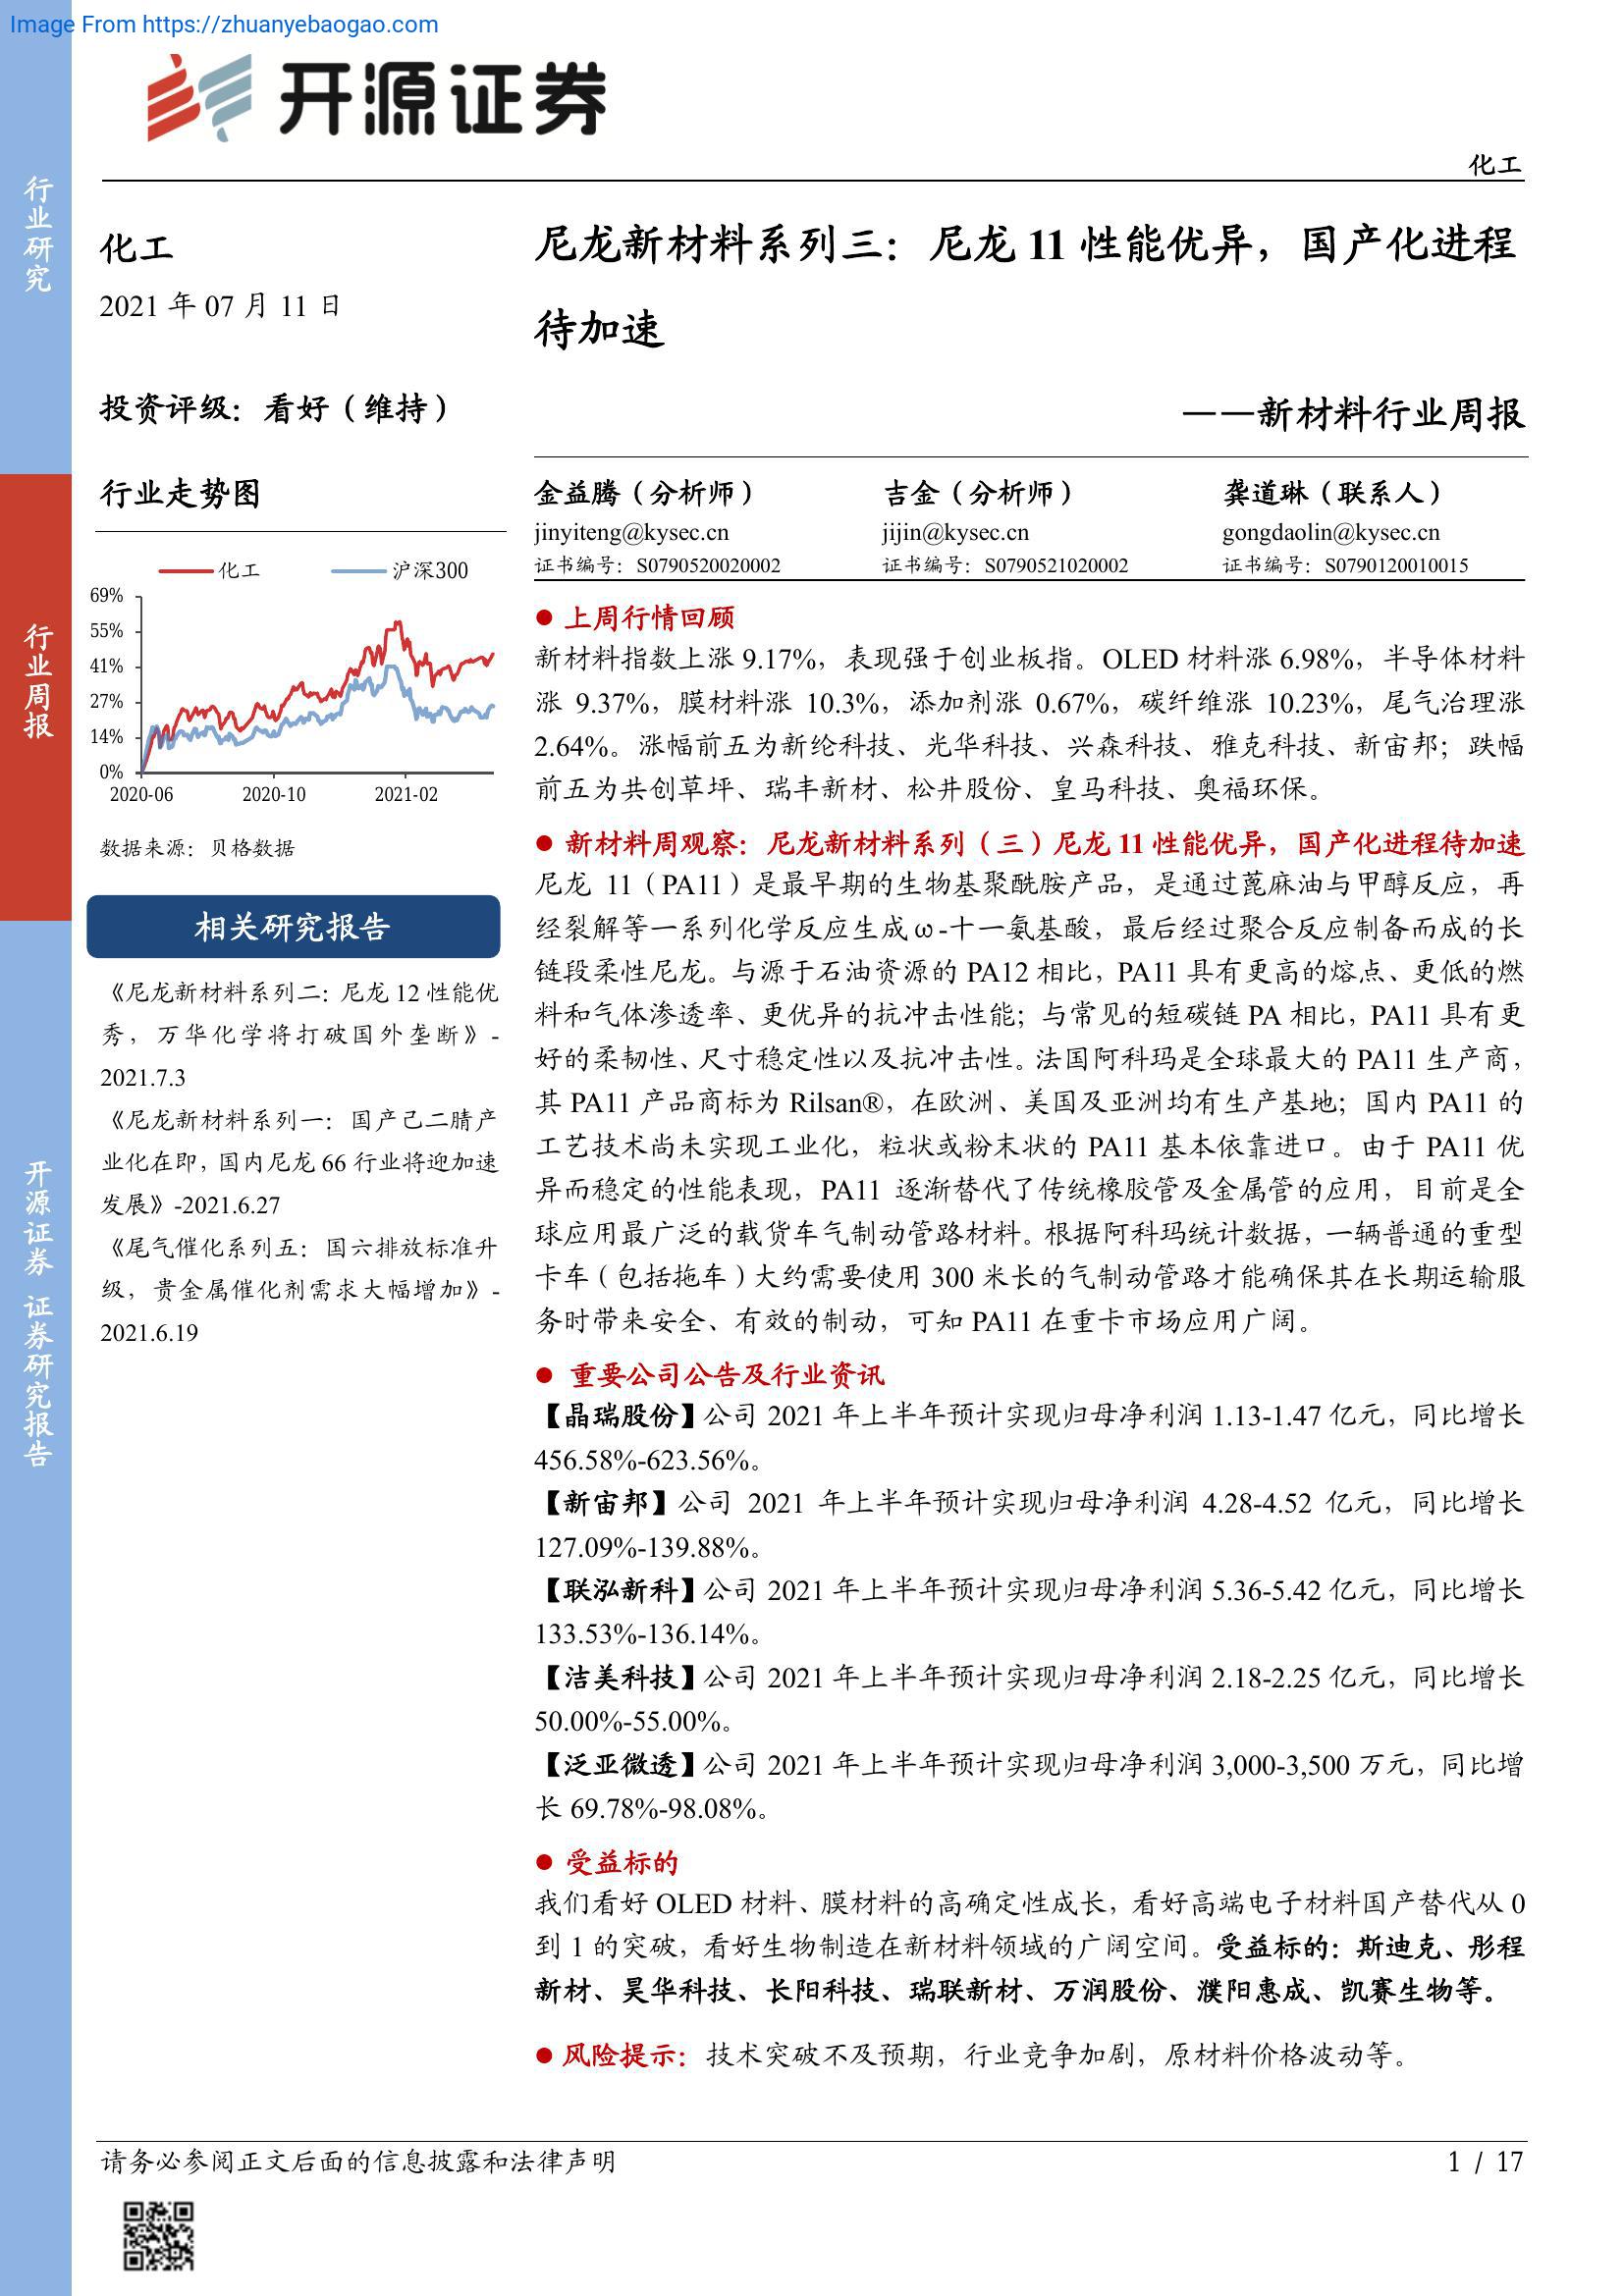 Image From https://zhuanyebaogao.com
开源证券
化工
行业研究
行业周报
开源证券 证券研究报告
化工
2021 年 07 月 11 日
投资评级：看好（维持）
行业走势图
化工 沪深300
69%
55%
41%
27%
14%
0%
2020-06 2020-10 2021-02
数据来源：贝格数据
相关研究报告
《尼龙新材料系列二：尼龙 12 性能优
秀，万华化学将打破国外垄断》-
2021.7.3
《尼龙新材料系列一：国产己二腈产
业化在即，国内尼龙 66 行业将迎加速
发展》-2021.6.27
《尾气催化系列五：国六排放标准升
级，贵金属催化剂需求大幅增加》-
2021.6.19
尼龙新材料系列三：尼龙 11 性能优异，国产化进程
待加速
——新材料行业周报
金益腾（分析师） 吉金（分析师） 龚道琳（联系人）
jinyiteng@kysec.cn jijin@kysec.cn gongdaolin@kysec.cn
证书编号：S0790520020002 证书编号：S0790521020002 证书编号：S0790120010015
● 上周行情回顾
新材料指数上涨 9.17%，表现强于创业板指。OLED 材料涨 6.98%，半导体材料
涨 9.37%，膜材料涨 10.3%，添加剂涨 0.67%，碳纤维涨 10.23%，尾气治理涨
2.64%。涨幅前五为新纶科技、光华科技、兴森科技、雅克科技、新宙邦；跌幅
前五为共创草坪、瑞丰新材、松井股份、皇马科技、奥福环保。
● 新材料周观察：尼龙新材料系列（三）尼龙 11 性能优异，国产化进程待加速
尼龙 11（PA11）是最早期的生物基聚酰胺产品，是通过蓖麻油与甲醇反应，再
经裂解等一系列化学反应生成ω-十一氨基酸，最后经过聚合反应制备而成的长
链段柔性尼龙。与源于石油资源的 PA12 相比，PA11 具有更高的熔点、更低的燃
料和气体渗透率、更优异的抗冲击性能；与常见的短碳链 PA 相比，PA11 具有更
好的柔韧性、尺寸稳定性以及抗冲击性。法国阿科玛是全球最大的 PA11 生产商，
其 PA11 产品商标为 Rilsan®，在欧洲、美国及亚洲均有生产基地；国内 PA11 的
工艺技术尚未实现工业化，粒状或粉末状的 PA11 基本依靠进口。由于 PA11 优
异而稳定的性能表现，PA11 逐渐替代了传统橡胶管及金属管的应用，目前是全
球应用最广泛的载货车气制动管路材料。根据阿科玛统计数据，一辆普通的重型
卡车（包括拖车）大约需要使用 300 米长的气制动管路才能确保其在长期运输服
务时带来安全、有效的制动，可知 PA11 在重卡市场应用广阔。
● 重要公司公告及行业资讯
【晶瑞股份】公司 2021 年上半年预计实现归母净利润 1.13-1.47 亿元，同比增长
456.58%-623.56%。
【新宙邦】公司 2021 年上半年预计实现归母净利润 4.28-4.52 亿元，同比增长
127.09%-139.88%。
【联泓新科】公司 2021 年上半年预计实现归母净利润 5.36-5.42 亿元，同比增长
133.53%-136.14%。
【洁美科技】公司 2021 年上半年预计实现归母净利润 2.18-2.25 亿元，同比增长
50.00%-55.00%。
【泛亚微透】公司 2021 年上半年预计实现归母净利润 3,000-3,500 万元，同比增
长 69.78%-98.08%。
● 受益标的
我们看好 OLED 材料、膜材料的高确定性成长，看好高端电子材料国产替代从 0
到 1 的突破，看好生物制造在新材料领域的广阔空间。受益标的：斯迪克、彤程
新材、昊华科技、长阳科技、瑞联新材、万润股份、濮阳惠成、凯赛生物等。
● 风险提示：技术突破不及预期，行业竞争加剧，原材料价格波动等。
请务必参阅正文后面的信息披露和法律声明
1 / 17